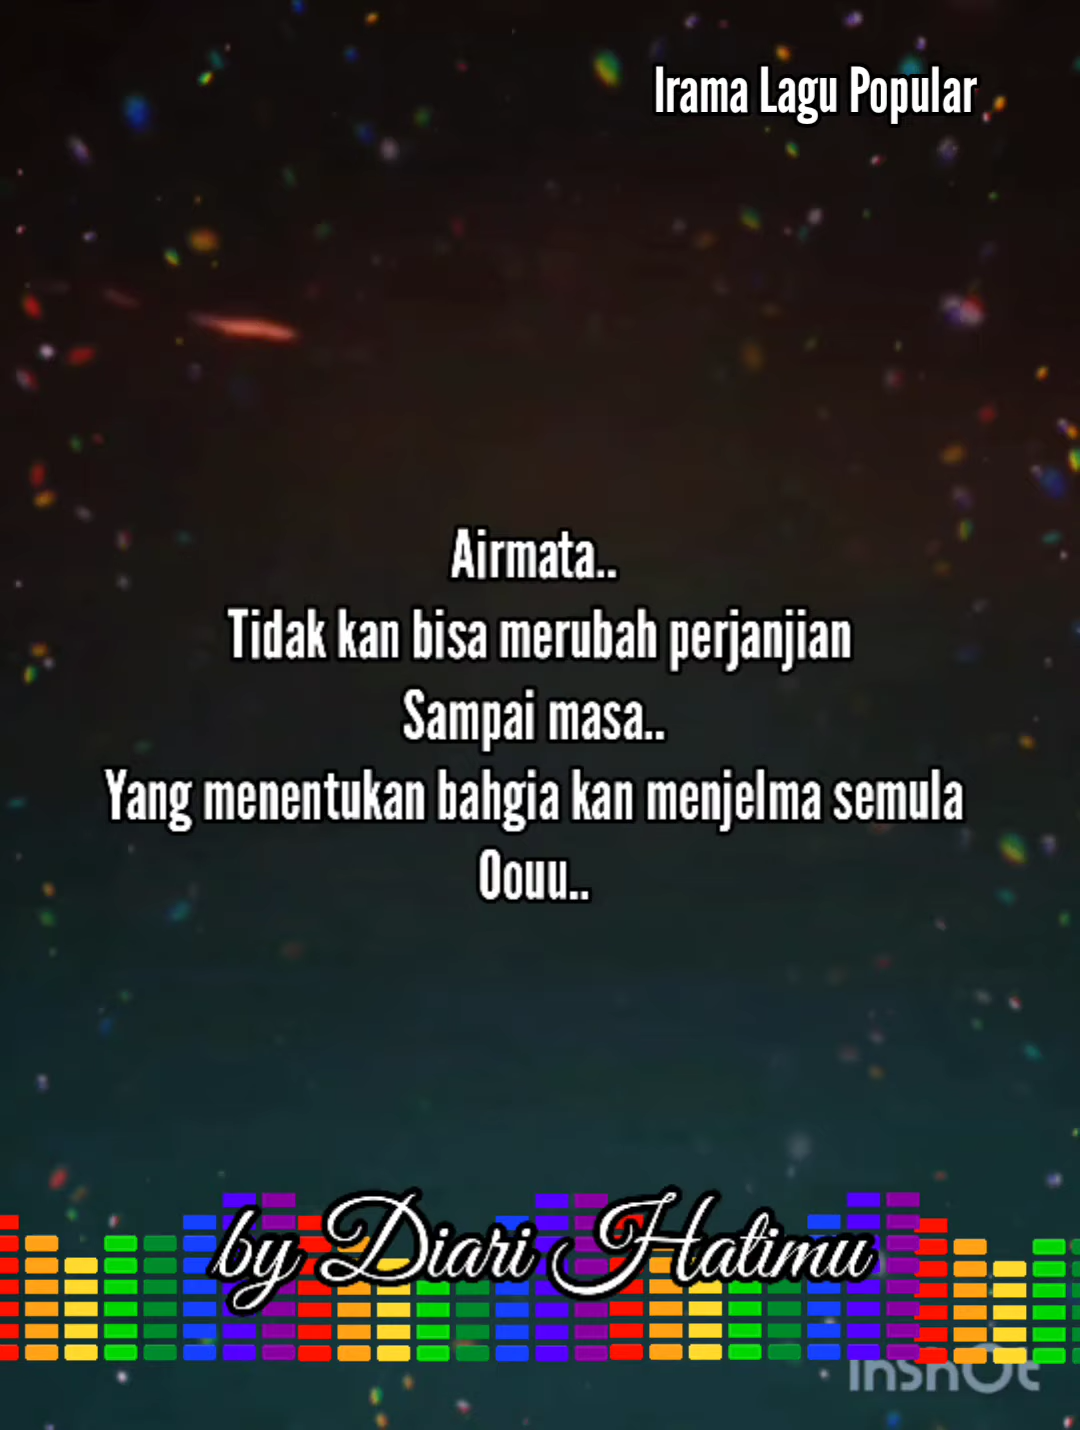 Irama Lagu Popular
Airmata..
Tidak kan bisa merubah perjanjian
Sampai masa..
Yang menentukan bahgia kan menjelma semula
Oouu..
by Diari Hatimu
InShOt